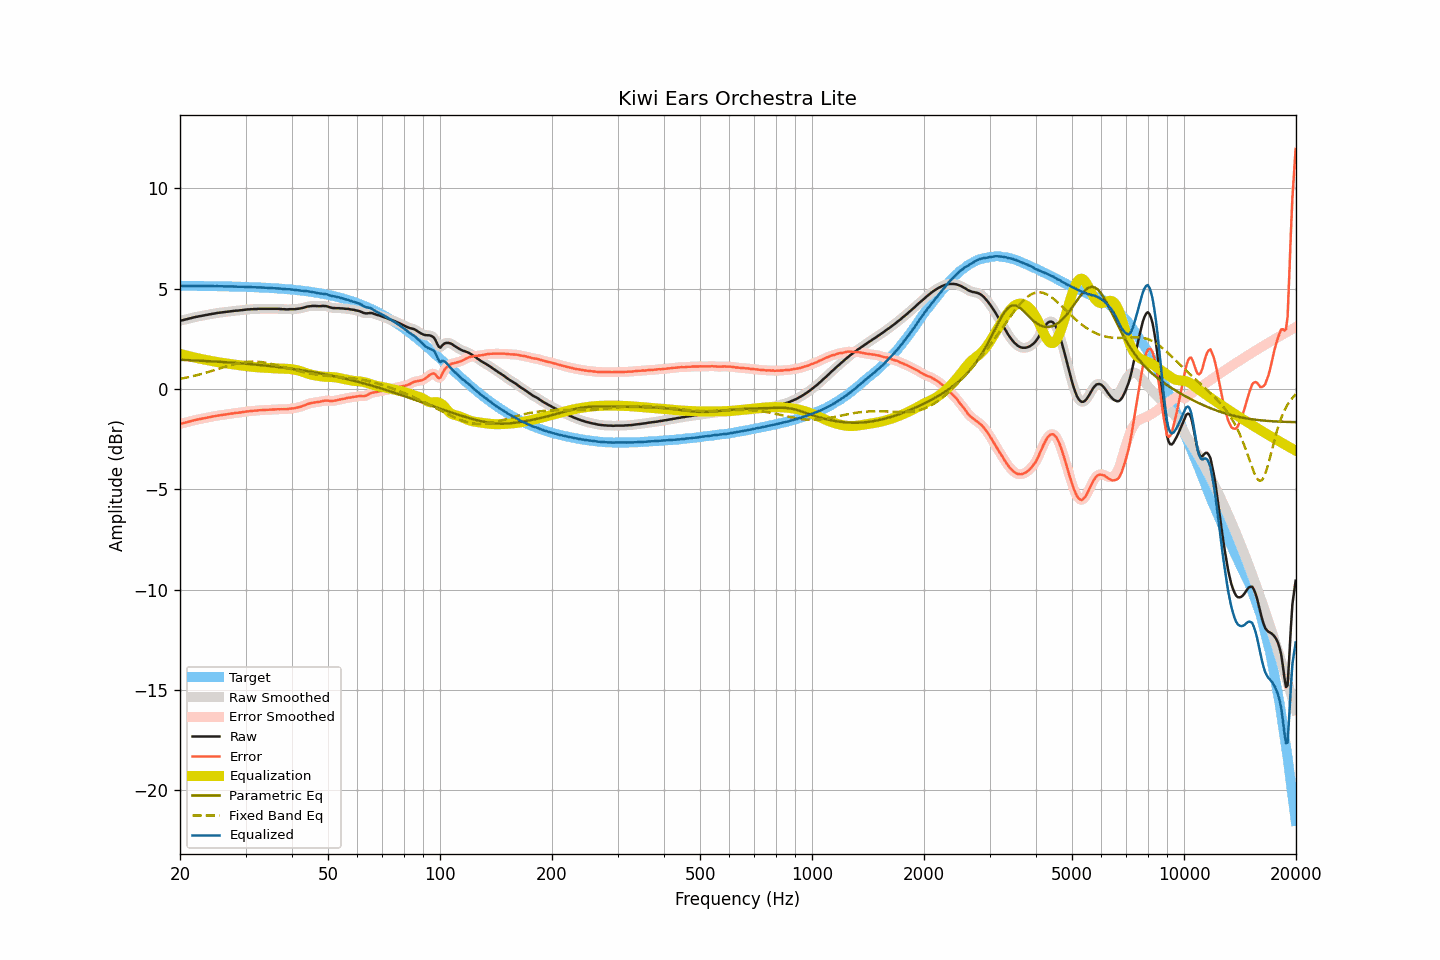 Kiwi Ears Orchestra Lite
Amplitude (dBr)
10
5
0
−5
−10
−15
−20
Target
Raw Smoothed
Error Smoothed
Raw
Error
Equalization
Parametric Eq
Fixed Band Eq
Equalized
20 50 100 200 500 1000 2000 5000 10000 20000
Frequency (Hz)